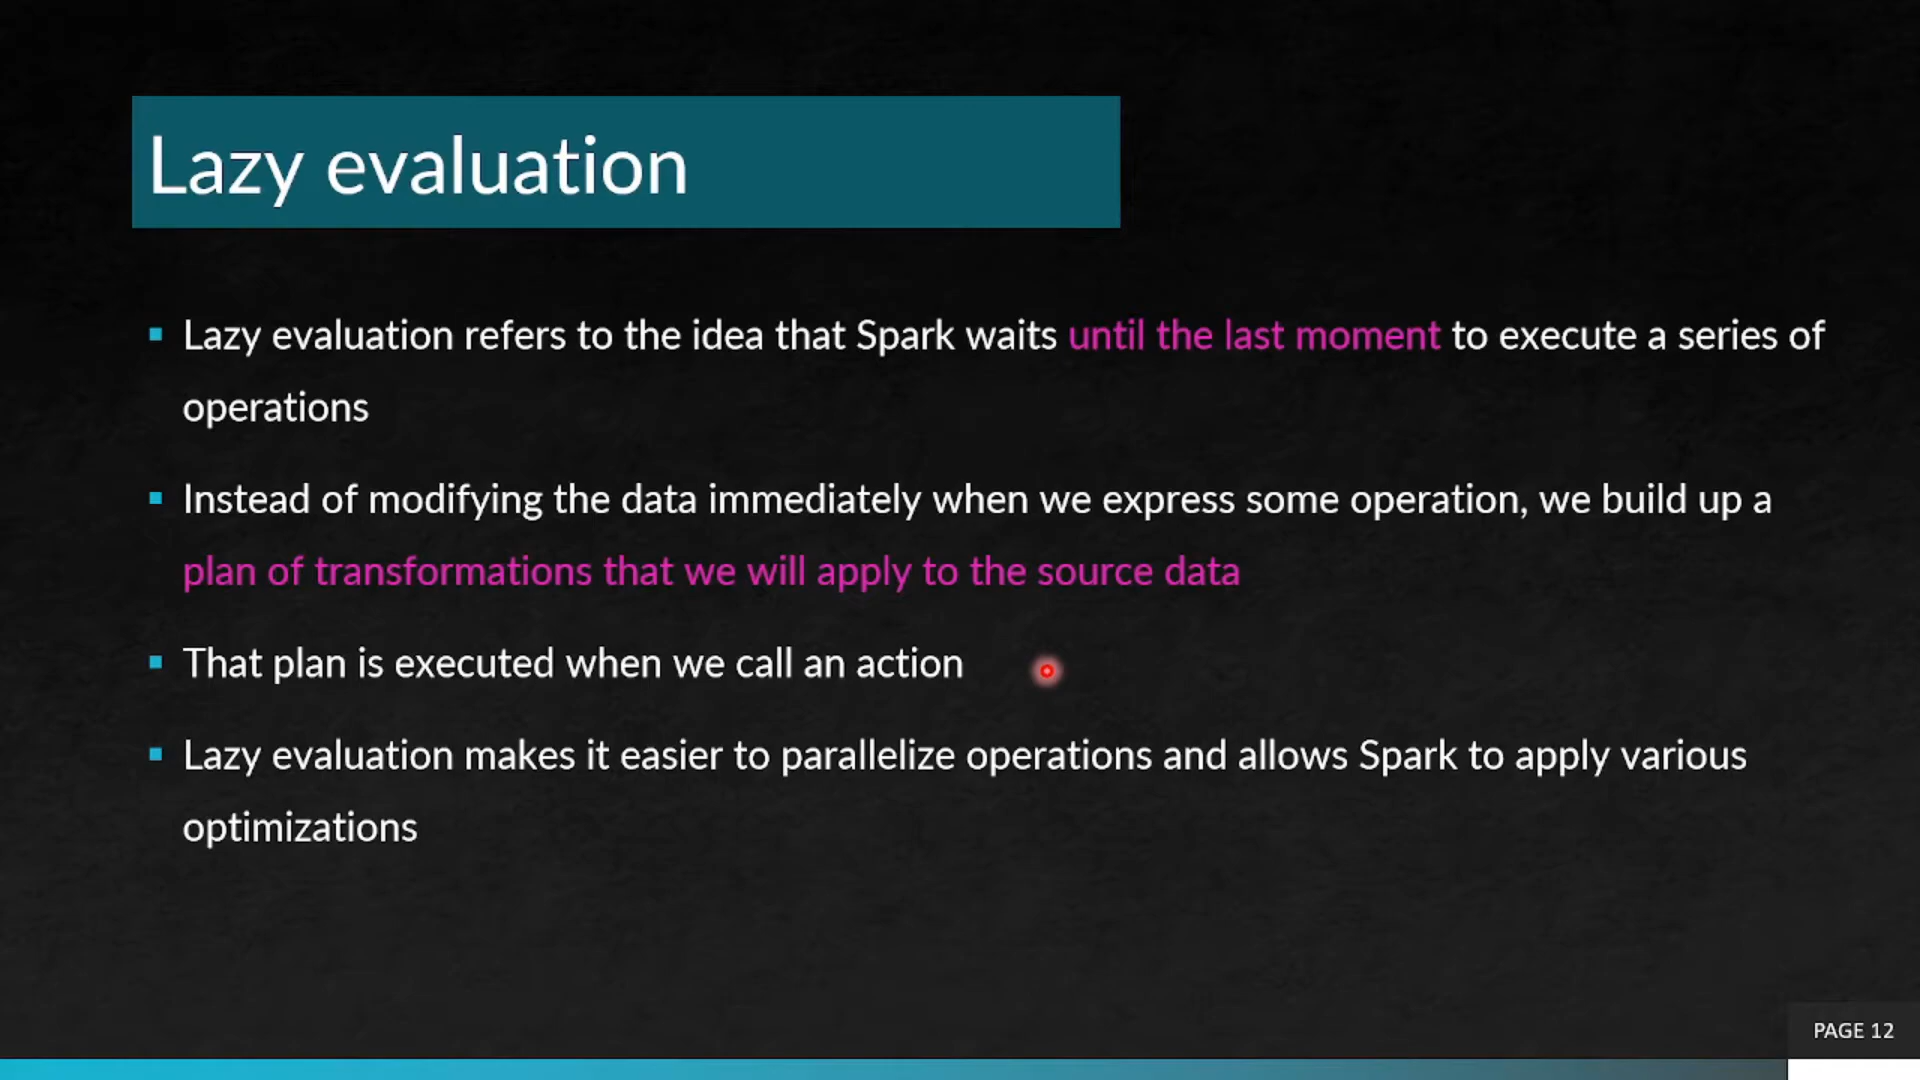 Lazy evaluation
Lazy evaluation refers to the idea that Spark waits until the last moment to execute a series of
operations
Instead of modifying the data immediately when we express some operation, we build up a
plan of transformations that we will apply to the source data
That plan is executed when we call an action
Lazy evaluation makes it easier to parallelize operations and allows Spark to apply various
optimizations
PAGE 12